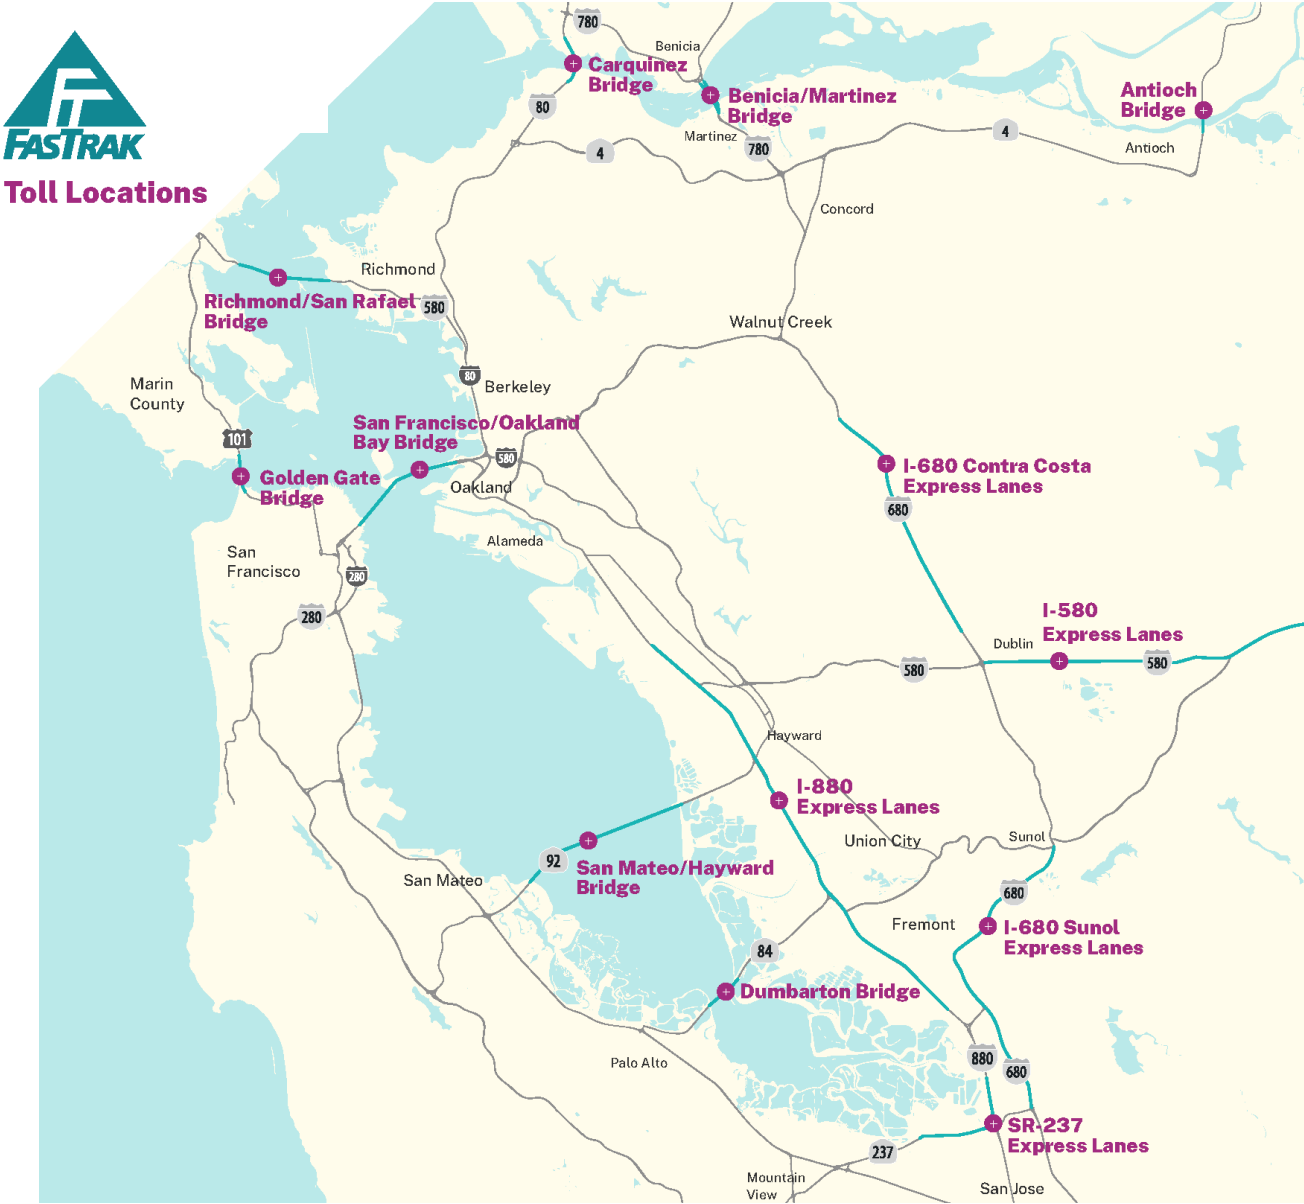 780
Benicia
Carquinez
Bridge
80
Benicia/Martinez
Bridge
Antioch
Bridge
FT
FASTRAK
Toll Locations
4
Martinez
780
4
Antioch
Concord
Richmond
Richmond/San Rafael
Bridge
580
Walnut Creek
Marin
County
80
Berkeley
San Francisco/Oakland
Bay Bridge
101
580
Golden Gate
Bridge
Oakland
I-680 Contra Costa
Express Lanes
680
Alameda
San
Francisco
280
280
I-580
Express Lanes
Dublin
580
580
Hayward
I-880
Express Lanes
Union City
Sunol
92
San Mateo/Hayward
Bridge
San Mateo
680
Fremont
I-680 Sunol
Express Lanes
84
Dumbarton Bridge
Palo Alto
880
680
SR-237
Express Lanes
237
Mountain
View
San Jose